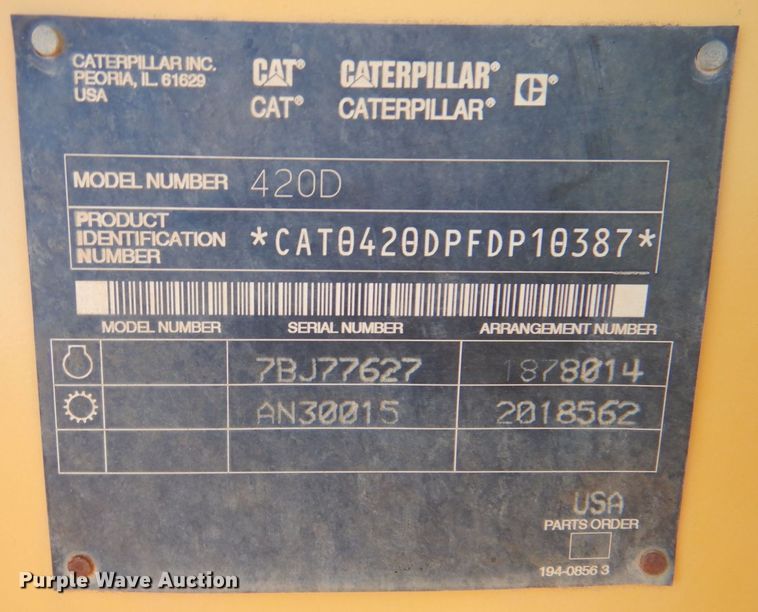 CATERPILLAR INC.
PEORIA, IL. 61629
USA
CAT® CATERPILLAR® ®
CAT® CATERPILLAR®
MODEL NUMBER 420D
PRODUCT
IDENTIFICATION
NUMBER
*CAT0420DPFDP10387*
MODEL NUMBER SERIAL NUMBER ARRANGEMENT NUMBER
7BJ77627 1878014
AN30015 2018562
USA
PARTS ORDER
194-0856 3
Purple Wave Auction